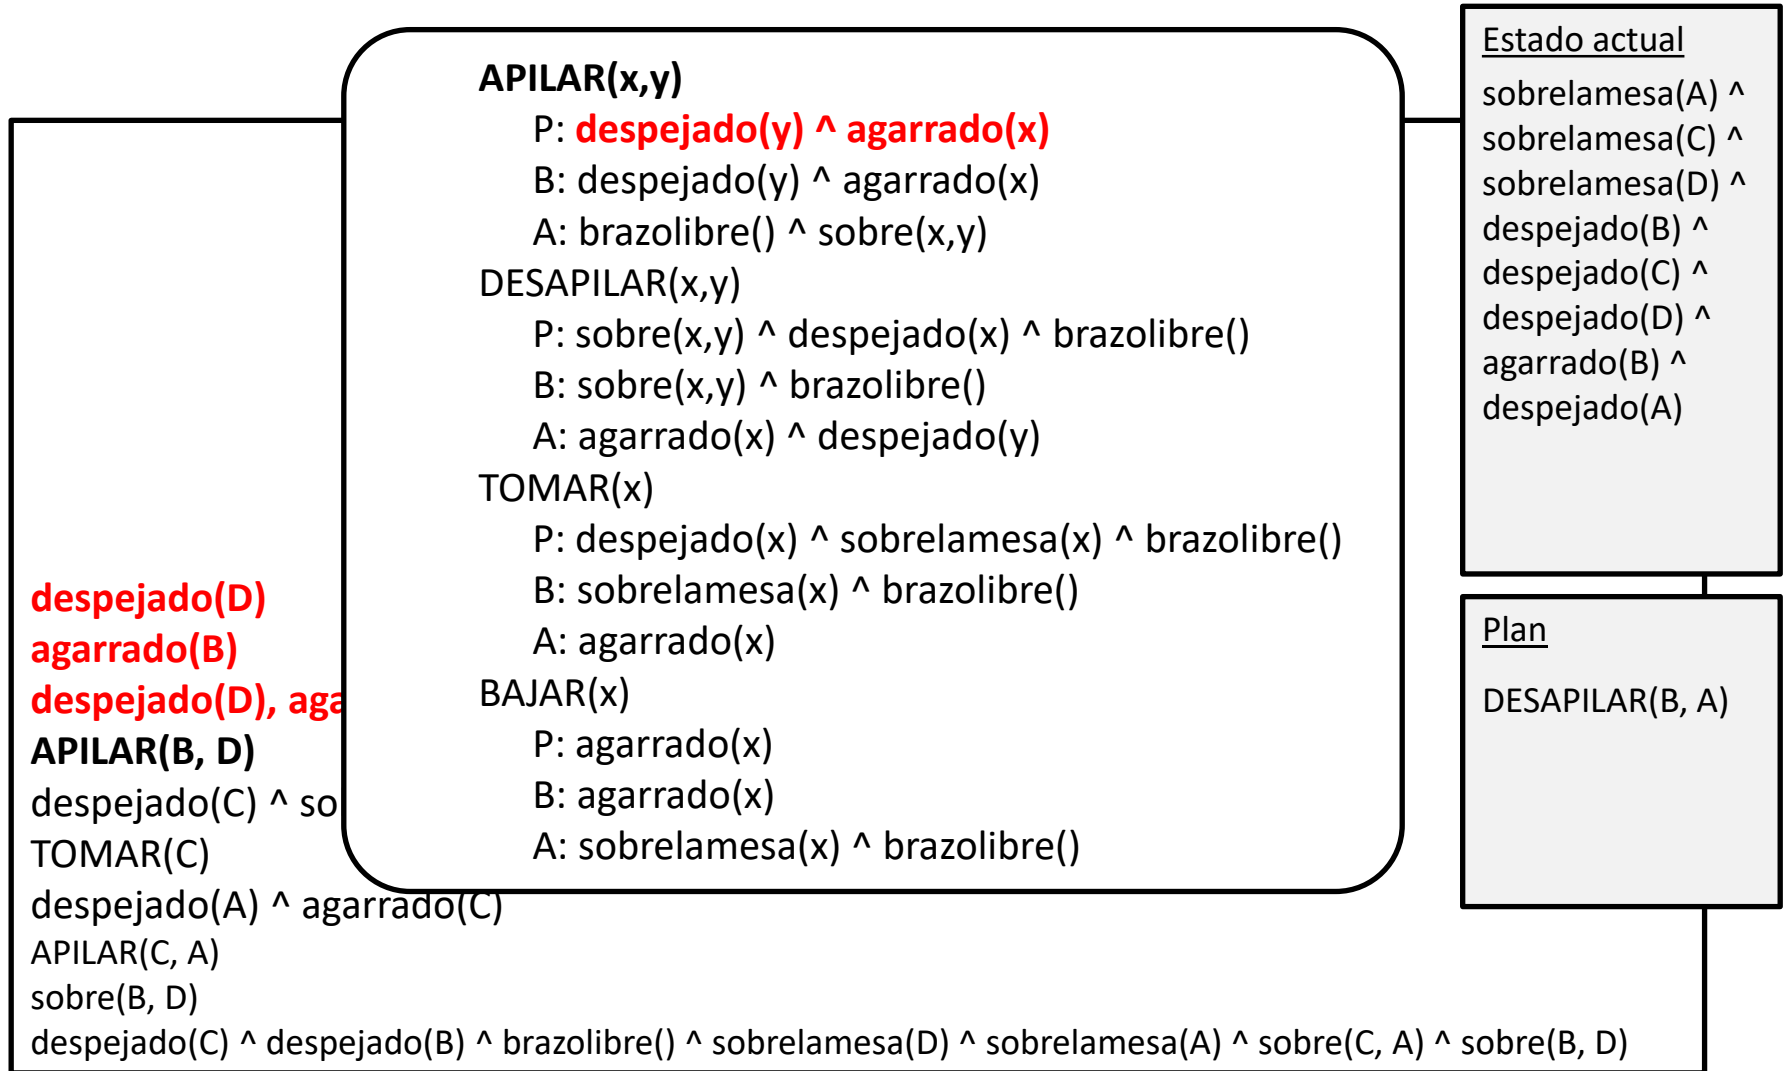 APILAR(x,y)
P: despejado(y) ^ agarrado(x)
B: despejado(y) ^ agarrado(x)
A: brazolibre() ^ sobre(x,y)
DESAPILAR(x,y)
P: sobre(x,y) ^ despejado(x) ^ brazolibre()
B: sobre(x,y) ^ brazolibre()
A: agarrado(x) ^ despejado(y)
TOMAR(x)
P: despejado(x) ^ sobrelamesa(x) ^ brazolibre()
B: sobrelamesa(x) ^ brazolibre()
A: agarrado(x)
BAJAR(x)
P: agarrado(x)
B: agarrado(x)
A: sobrelamesa(x) ^ brazolibre()
despejado(D)
agarrado(B)
despejado(D), aga
APILAR(B, D)
despejado(C) ^ so
TOMAR(C)
despejado(A) ^ agarrado(C)
APILAR(C, A)
sobre(B, D)
despejado(C) ^ despejado(B) ^ brazolibre() ^ sobrelamesa(D) ^ sobrelamesa(A) ^ sobre(C, A) ^ sobre(B, D)
Estado actual
sobrelamesa(A) ^
sobrelamesa(C) ^
sobrelamesa(D) ^
despejado(B) ^
despejado(C) ^
despejado(D) ^
agarrado(B) ^
despejado(A)
Plan
DESAPILAR(B, A)